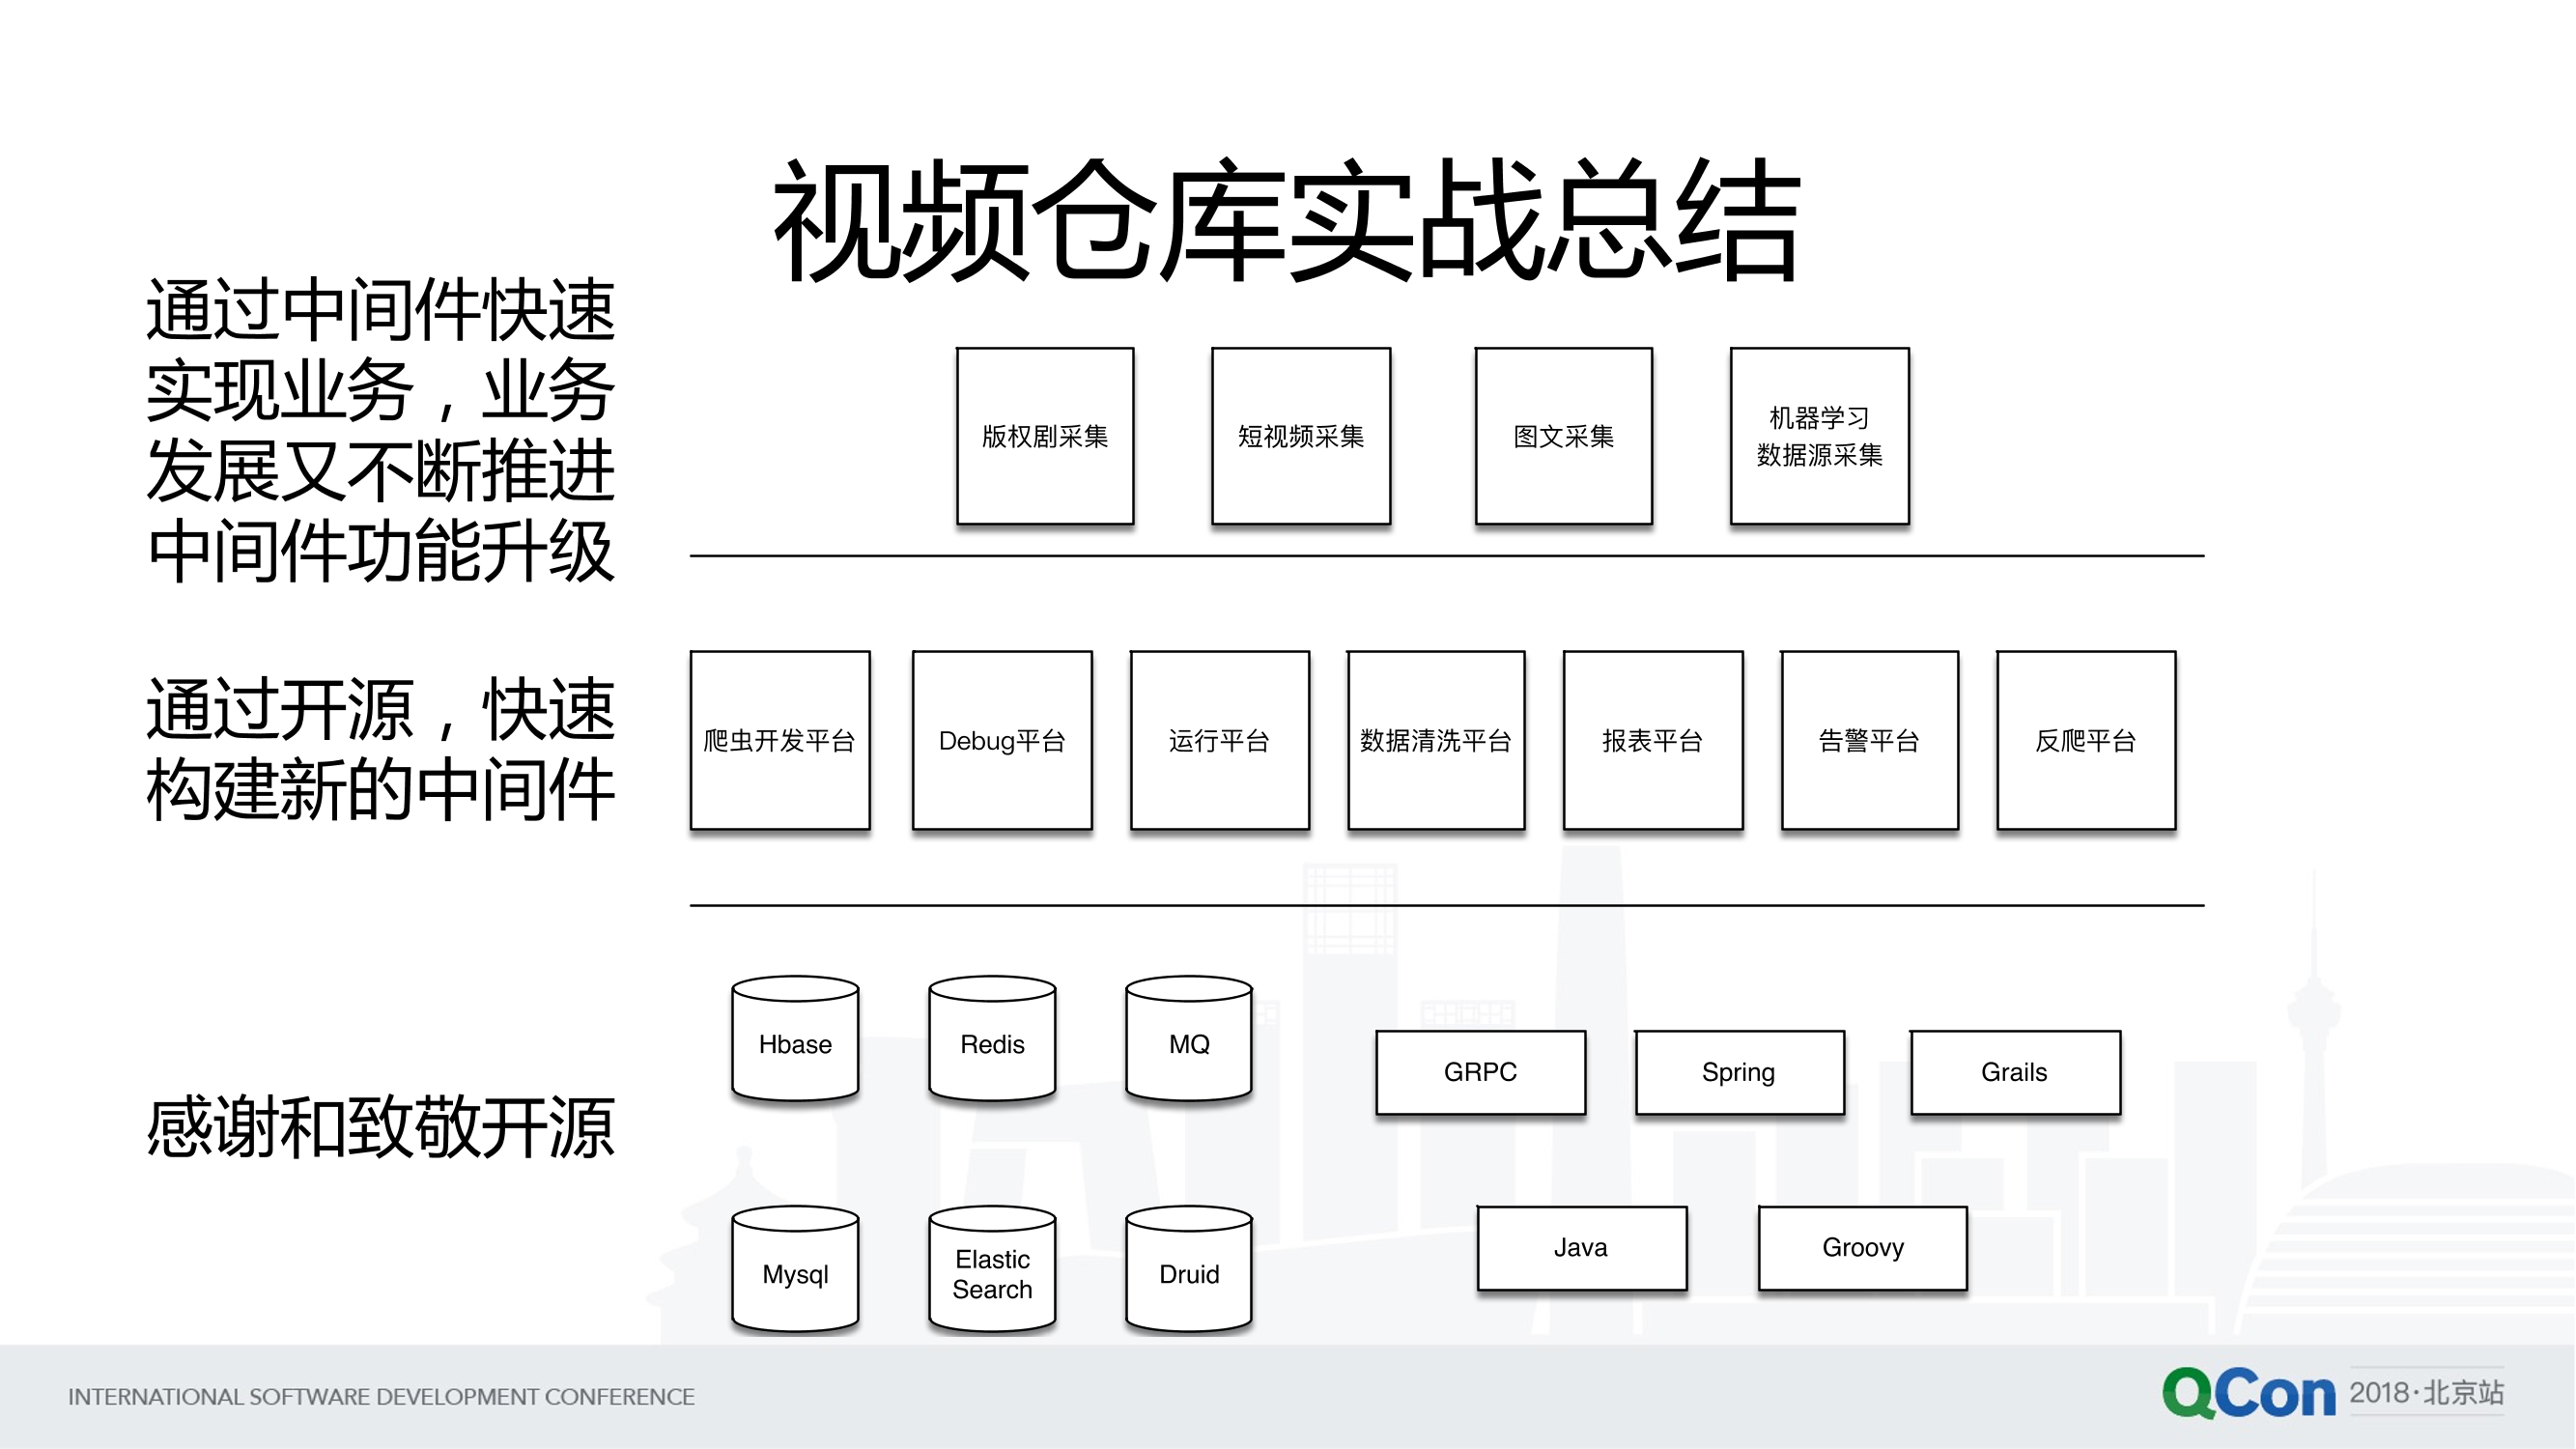 视频仓库实战总结
通过中间件快速
实现业务，业务
发展又不断推进
中间件功能升级
版权剧采集
短视频采集
图文采集
机器学习
数据源采集
通过开源，快速
构建新的中间件
爬虫开发平台
Debug平台
运行平台
数据清洗平台
报表平台
告警平台
反爬平台
感谢和致敬开源
Hbase
Redis
MQ
GRPC
Spring
Grails
Mysql
Elastic
Search
Druid
Java
Groovy
INTERNATIONAL SOFTWARE DEVELOPMENT CONFERENCE
QCon 2018·北京站